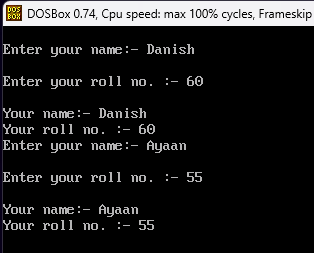 DOS BOX DOSBox 0.74, Cpu speed: max 100% cycles, Frameskip
Enter your name:- Danish
Enter your roll no. :- 60
Your name:- Danish
Your roll no. :- 60
Enter your name:- Ayaan
Enter your roll no. :- 55
Your name:- Ayaan
Your roll no. :- 55